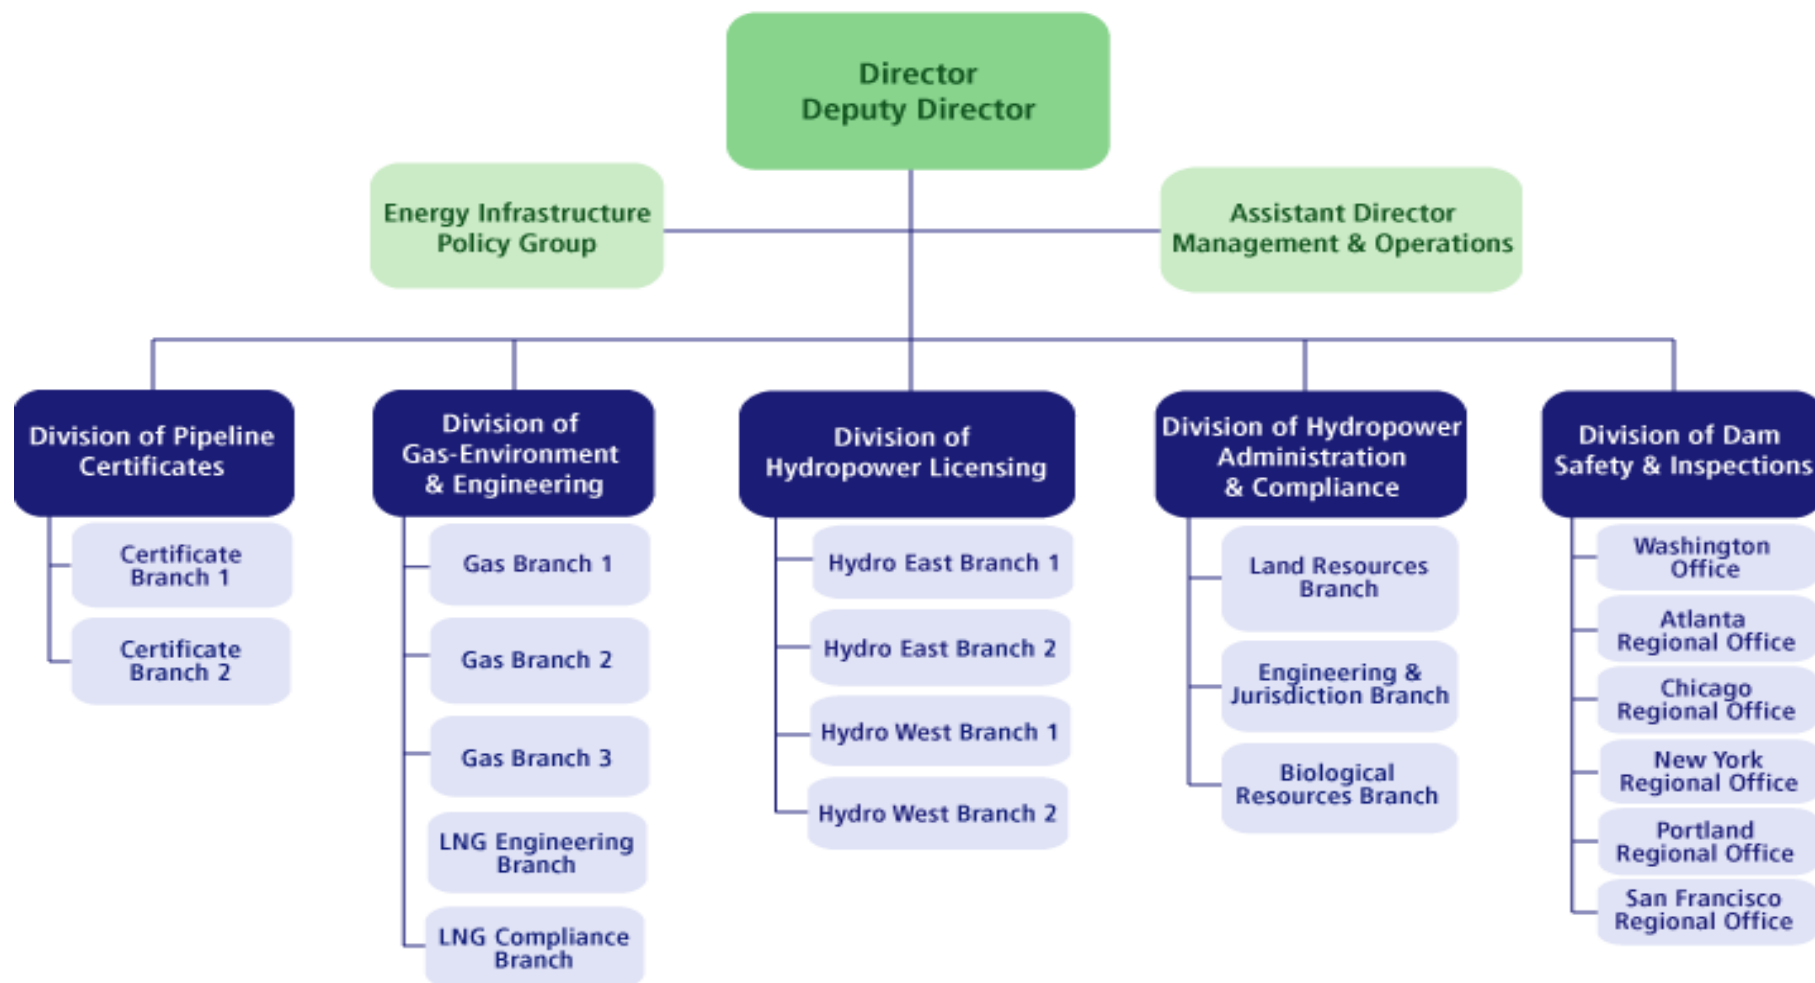 Director
Deputy Director
Energy Infrastructure
Policy Group
Assistant Director
Management & Operations
Division of Pipeline
Certificates
Certificate
Branch 1
Certificate
Branch 2
Division of
Gas-Environment
& Engineering
Gas Branch 1
Gas Branch 2
Gas Branch 3
LNG Engineering
Branch
LNG Compliance
Branch
Division of
Hydropower Licensing
Hydro East Branch 1
Hydro East Branch 2
Hydro West Branch 1
Hydro West Branch 2
Division of Hydropower
Administration
& Compliance
Land Resources
Branch
Engineering &
Jurisdiction Branch
Biological
Resources Branch
Division of Dam
Safety & Inspections
Washington
Office
Atlanta
Regional Office
Chicago
Regional Office
New York
Regional Office
Portland
Regional Office
San Francisco
Regional Office